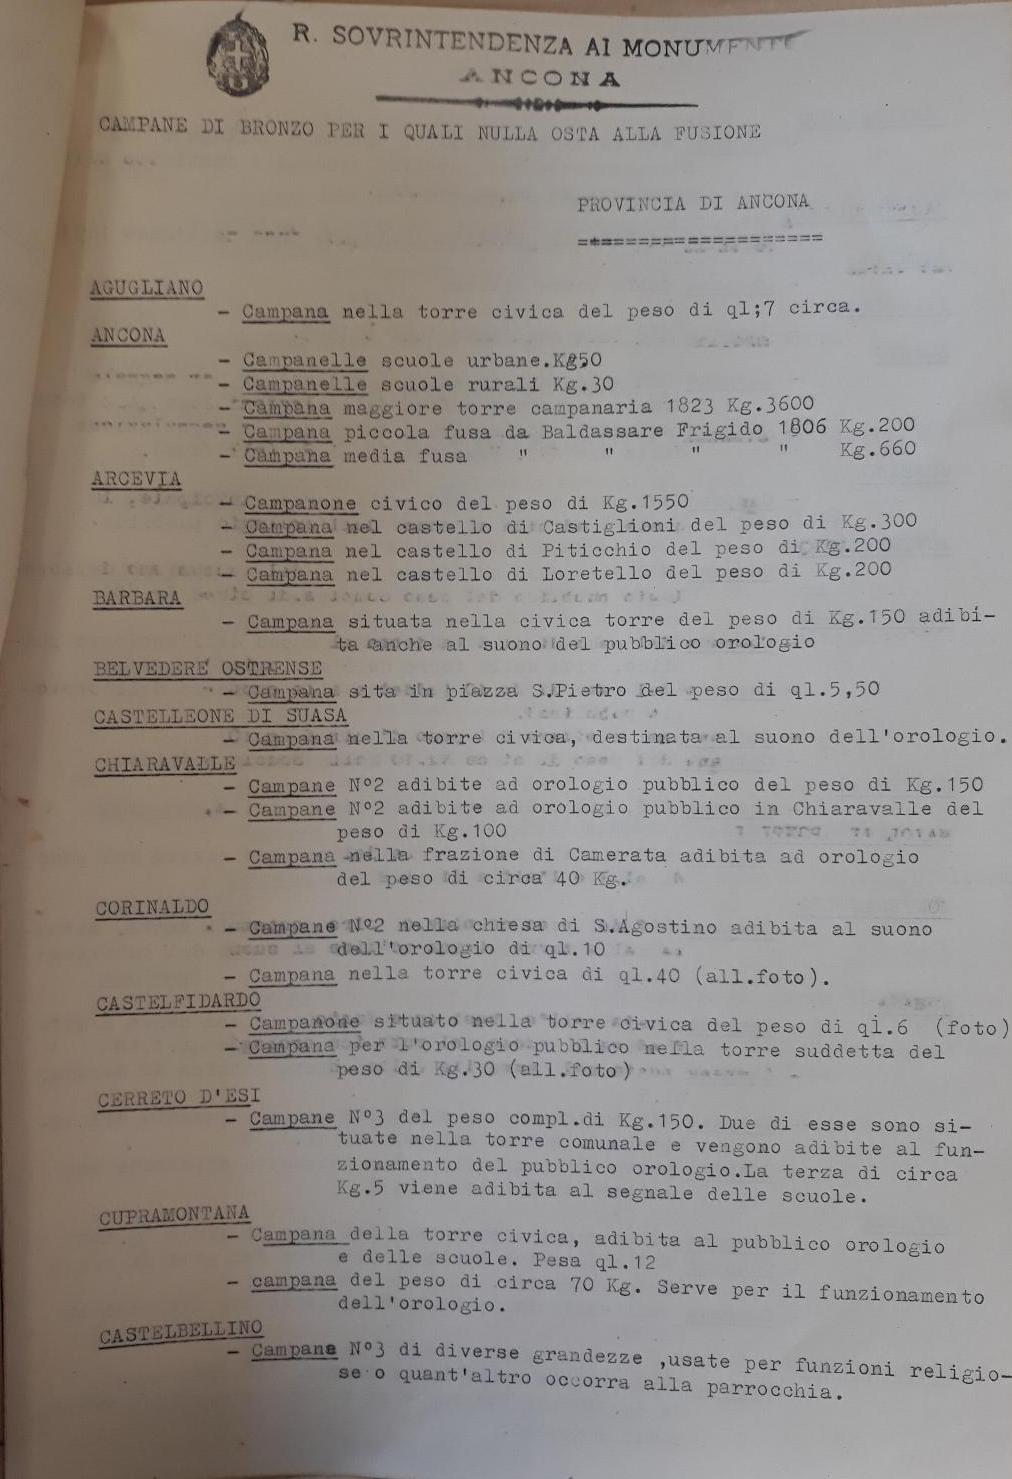 R. SOVRINTENDENZA AI MONUMENTI
ANCONA
CAMPANE DI BRONZO PER I QUALI NULLA OSTA ALLA FUSIONE
PROVINCIA DI ANCONA
====================
AGUGLIANO
- Campana nella torre civica del peso di ql;7 circa.
ANCONA
- Campanelle scuole urbane.Kg50
- Campanelle scuole rurali Kg.30
- Campana maggiore torre campanaria 1823 Kg.3600
- Campana piccola fusa da Baldassare Frigido 1806 Kg.200
- Campana media fusa " " " " Kg.660
ARCEVIA
- Campanone civico del peso di Kg.1550
- Campana nel castello di Castiglioni del peso di Kg.300
- Campana nel castello di Piticchio del peso di Kg.200
- Campana nel castello di Loretello del peso di Kg.200
BARBARA
- Campana situata nella civica torre del peso di Kg.150 adibi-
ta anche al suono del pubblico orologio
BELVEDERE OSTRENSE
- Campana sita in piazza S.Pietro del peso di ql.5,50
CASTELLEONE DI SUASA
- Campana nella torre civica, destinata al suono dell'orologio.
CHIARAVALLE
- Campane N°2 adibite ad orologio pubblico del peso di Kg.150
- Campane N°2 adibite ad orologio pubblico in Chiaravalle del
peso di Kg.100
- Campana nella frazione di Camerata adibita ad orologio
del peso di circa 40 Kg.
CORINALDO
- Campane N°2 nella chiesa di S.Agostino adibita al suono
dell'orologio di ql.10
- Campana nella torre civica di ql.40 (all.foto).
CASTELFIDARDO
- Campanone situato nella torre civica del peso di ql.6 (foto)
- Campana per l'orologio pubblico nella torre suddetta del
peso di Kg.30 (all.foto)
CERRETO D'ESI
- Campane N°3 del peso compl.di Kg.150. Due di esse sono si-
tuate nella torre comunale e vengono adibite al fun-
zionamento del pubblico orologio.La terza di circa
Kg.5 viene adibita al segnale delle scuole.
CUPRAMONTANA
- Campana della torre civica, adibita al pubblico orologio
e delle scuole. Pesa ql.12
- campana del peso di circa 70 Kg. Serve per il funzionamento
dell'orologio.
CASTELBELLINO
- Campane N°3 di diverse grandezze ,usate per funzioni religio-
se o quant'altro occorra alla parrocchia.